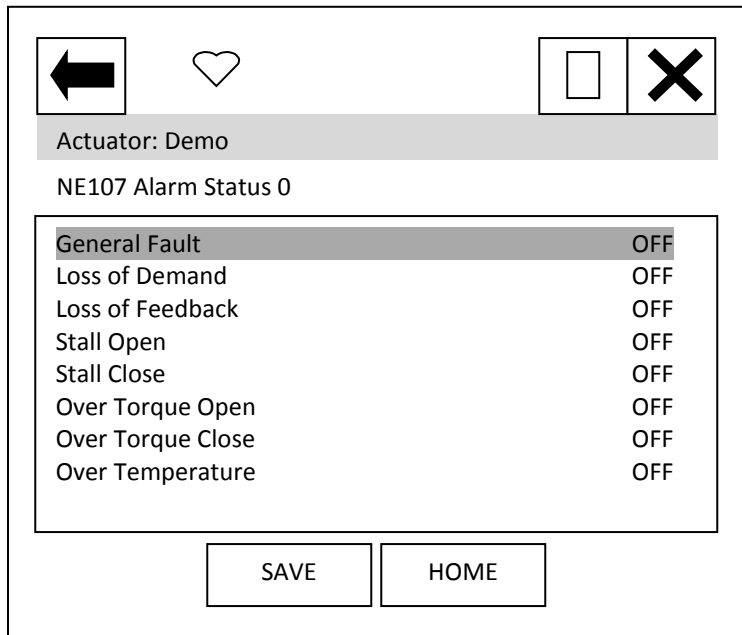 Actuator: Demo
NE107 Alarm Status 0
General Fault OFF
Loss of Demand OFF
Loss of Feedback OFF
Stall Open OFF
Stall Close OFF
Over Torque Open OFF
Over Torque Close OFF
Over Temperature OFF
SAVE HOME